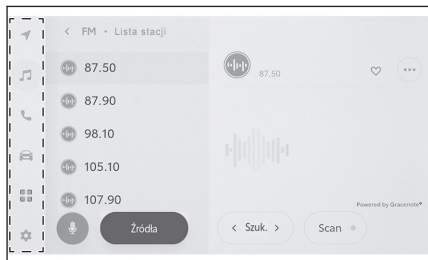 < FM • Lista stacji
87.50
87.90
98.10
105.10
107.90
Źródła
87.50
Powered by Gracenote®
< Szuk. >
Scan